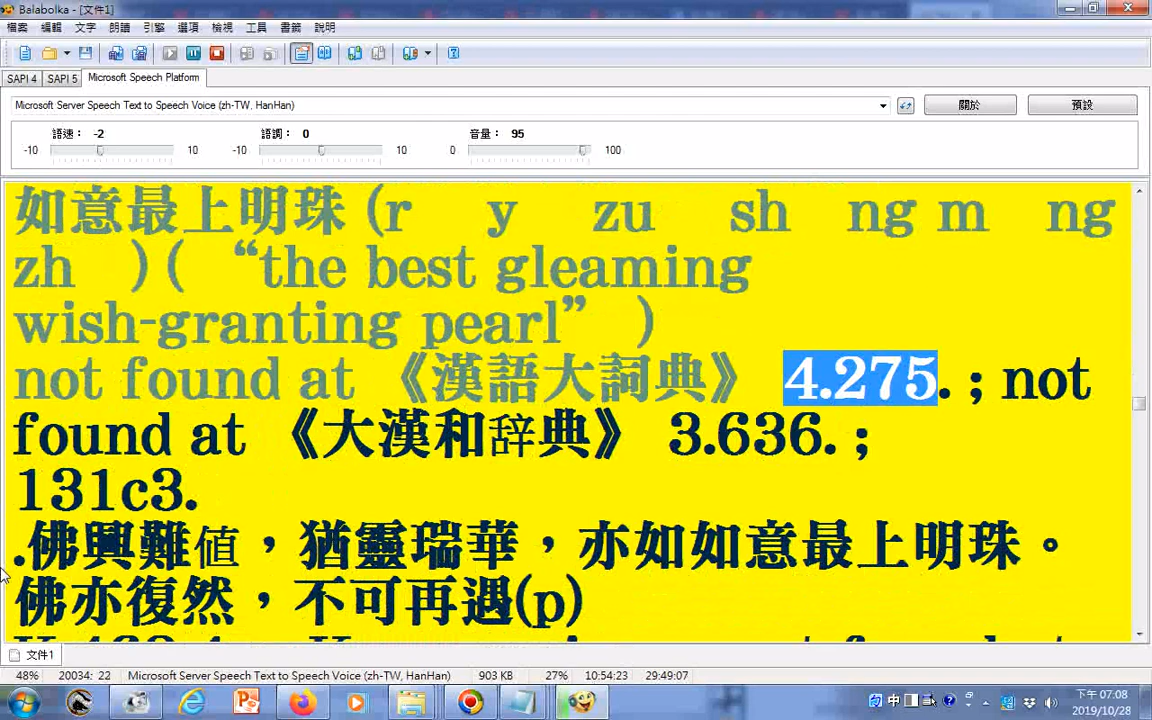 Balabolka - [文件1]
檔案 編輯 文字 朗讀 引擎 選項 檢視 工具 書籤 說明
SAPI 4 SAPI 5 Microsoft Speech Platform
Microsoft Server Speech Text to Speech Voice (zh-TW, HanHan) 關於 預設
語速： -2 語調： 0 音量： 95
-10 10 -10 10 0 100
如意最上明珠 (r y zu sh ng m ng
zh ) ( “the best gleaming
wish-granting pearl” )
not found at 《漢語大詞典》 4.275. ; not
found at 《大漢和辞典》 3.636. ;
131c3.
.佛興難値，猶靈瑞華，亦如如意最上明珠。
佛亦復然，不可再遇(p)
文件1
48% 20034: 22 Microsoft Server Speech Text to Speech Voice (zh-TW, HanHan) 903 KB 27% 10:54:23 29:49:07
中 下午 07:08
2019/10/28